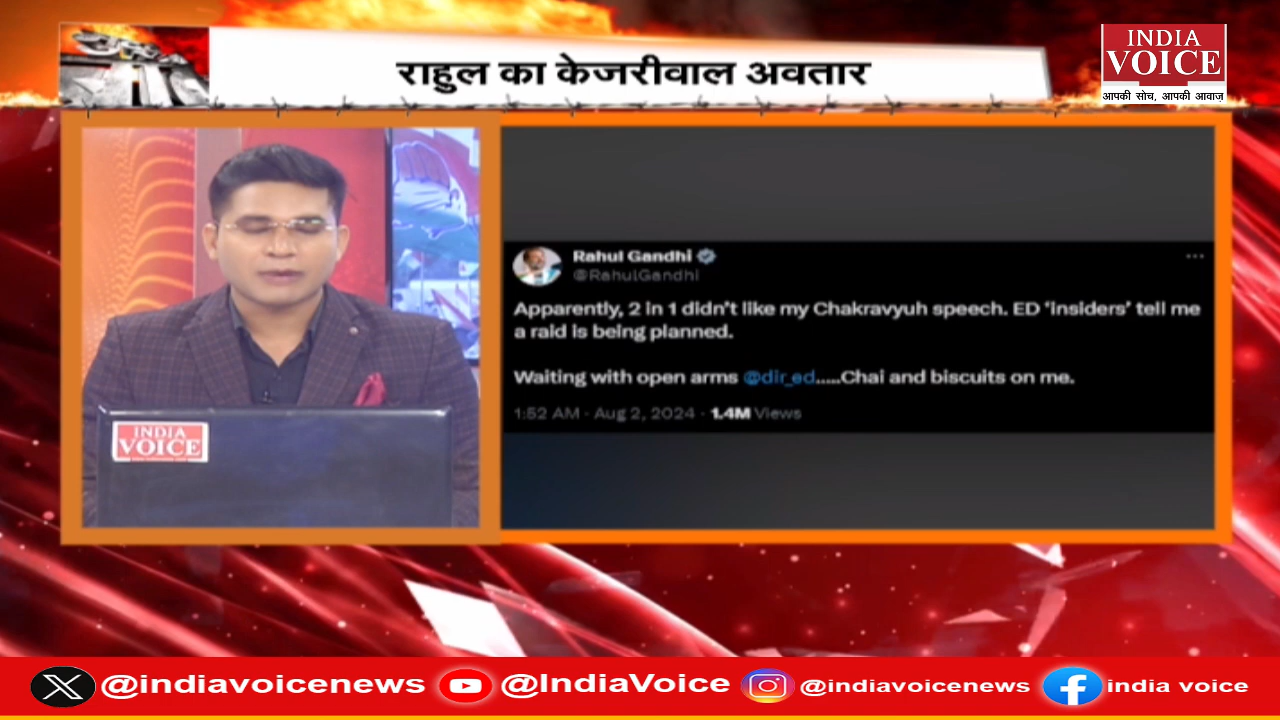 राहुल का केजरीवाल अवतार
INDIA
VOICE
आपकी सोच, आपकी आवाज़
Rahul Gandhi
@RahulGandhi
Apparently, 2 in 1 didn't like my Chakravyuh speech. ED 'insiders' tell me
a raid is being planned.
Waiting with open arms @dir_ed.....Chai and biscuits on me.
1:52 AM - Aug 2, 2024 - 1.4M Views
INDIA
VOICE
@indiavoicenews
@IndiaVoice
@indiavoicenews
india voice